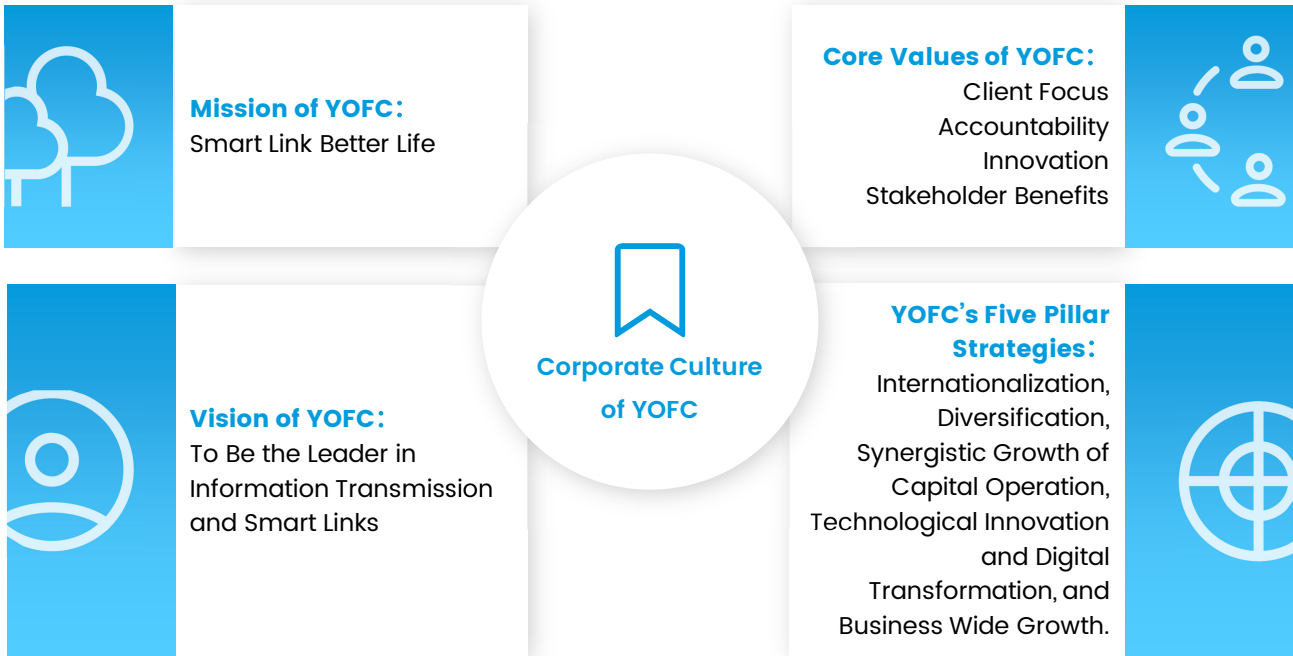 Mission of YOFC:
Smart Link Better Life
Core Values of YOFC:
Client Focus
Accountability
Innovation
Stakeholder Benefits
Corporate Culture
of YOFC
Vision of YOFC:
To Be the Leader in
Information Transmission
and Smart Links
YOFC's Five Pillar
Strategies:
Internationalization,
Diversification,
Synergistic Growth of
Capital Operation,
Technological Innovation
and Digital
Transformation, and
Business Wide Growth.